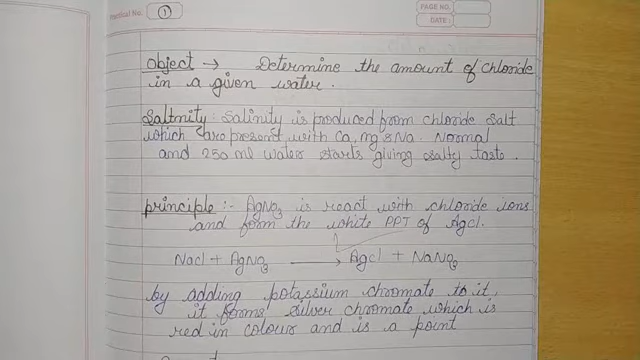 Practical No. 1
PAGE NO.
DATE:
Object → Determine the amount of chloride
in a given water.
Saltnity: Salinity is produced from chloride salt
which are present with Ca, mg & Na. Normal
and 250 ml water starts giving salty taste.
principle :- AgNO3 is react with chloride ions
and form the white PPT of Agcl.
Nacl + AgNO3 → Agcl + NaNO3
by adding potassium chromate to it,
it forms silver chromate which is
red in colour and is a point